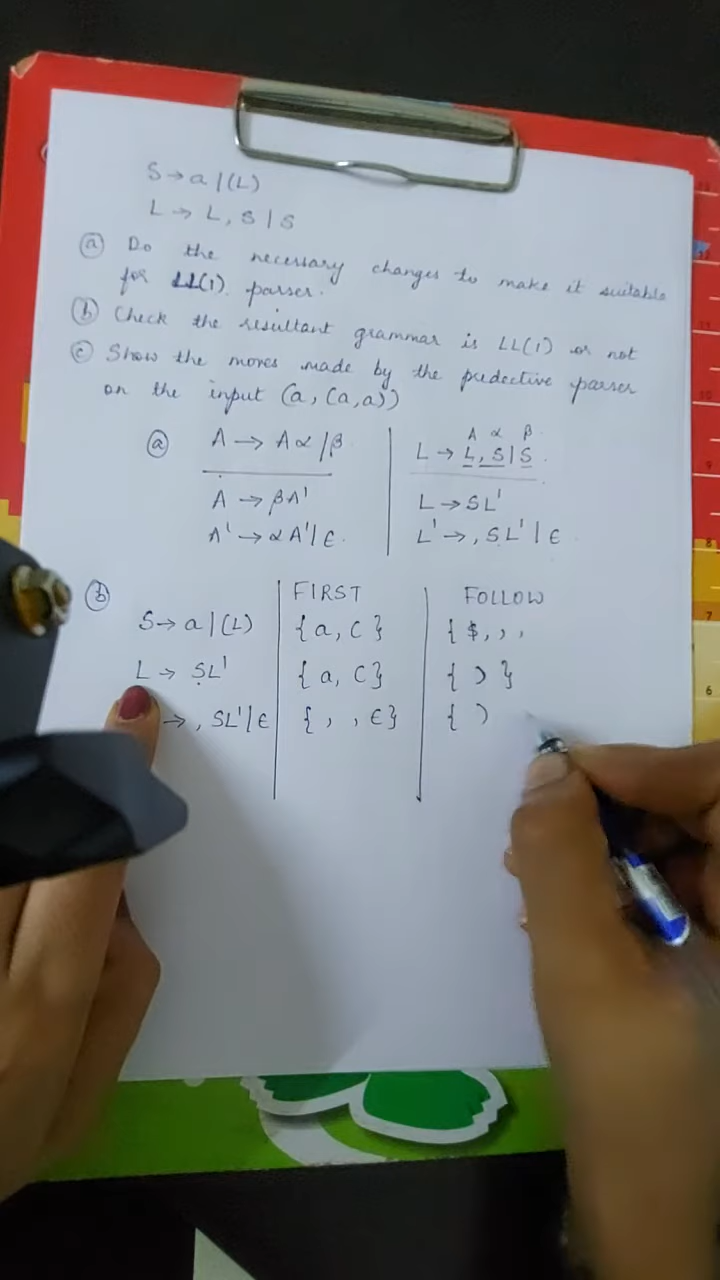 S → a | (L)
L → L, S | S
ⓐ Do the necessary changes to make it suitable
for LL(1) parser.
ⓑ Check the resultant grammar is LL(1) or not
ⓒ Show the moves made by the predective parser
on the input (a, (a,a))
ⓐ A → Aα | β
A → βA'
A' → αA' | ϵ.
A α β
L → L, S | S
L → SL'
L' → , SL' | ϵ
ⓑ FIRST FOLLOW
S → a | (L) {a, (} {$, ) ,
L → SL' {a, (} { ) }
→ , SL' | ϵ { , , ϵ} { )